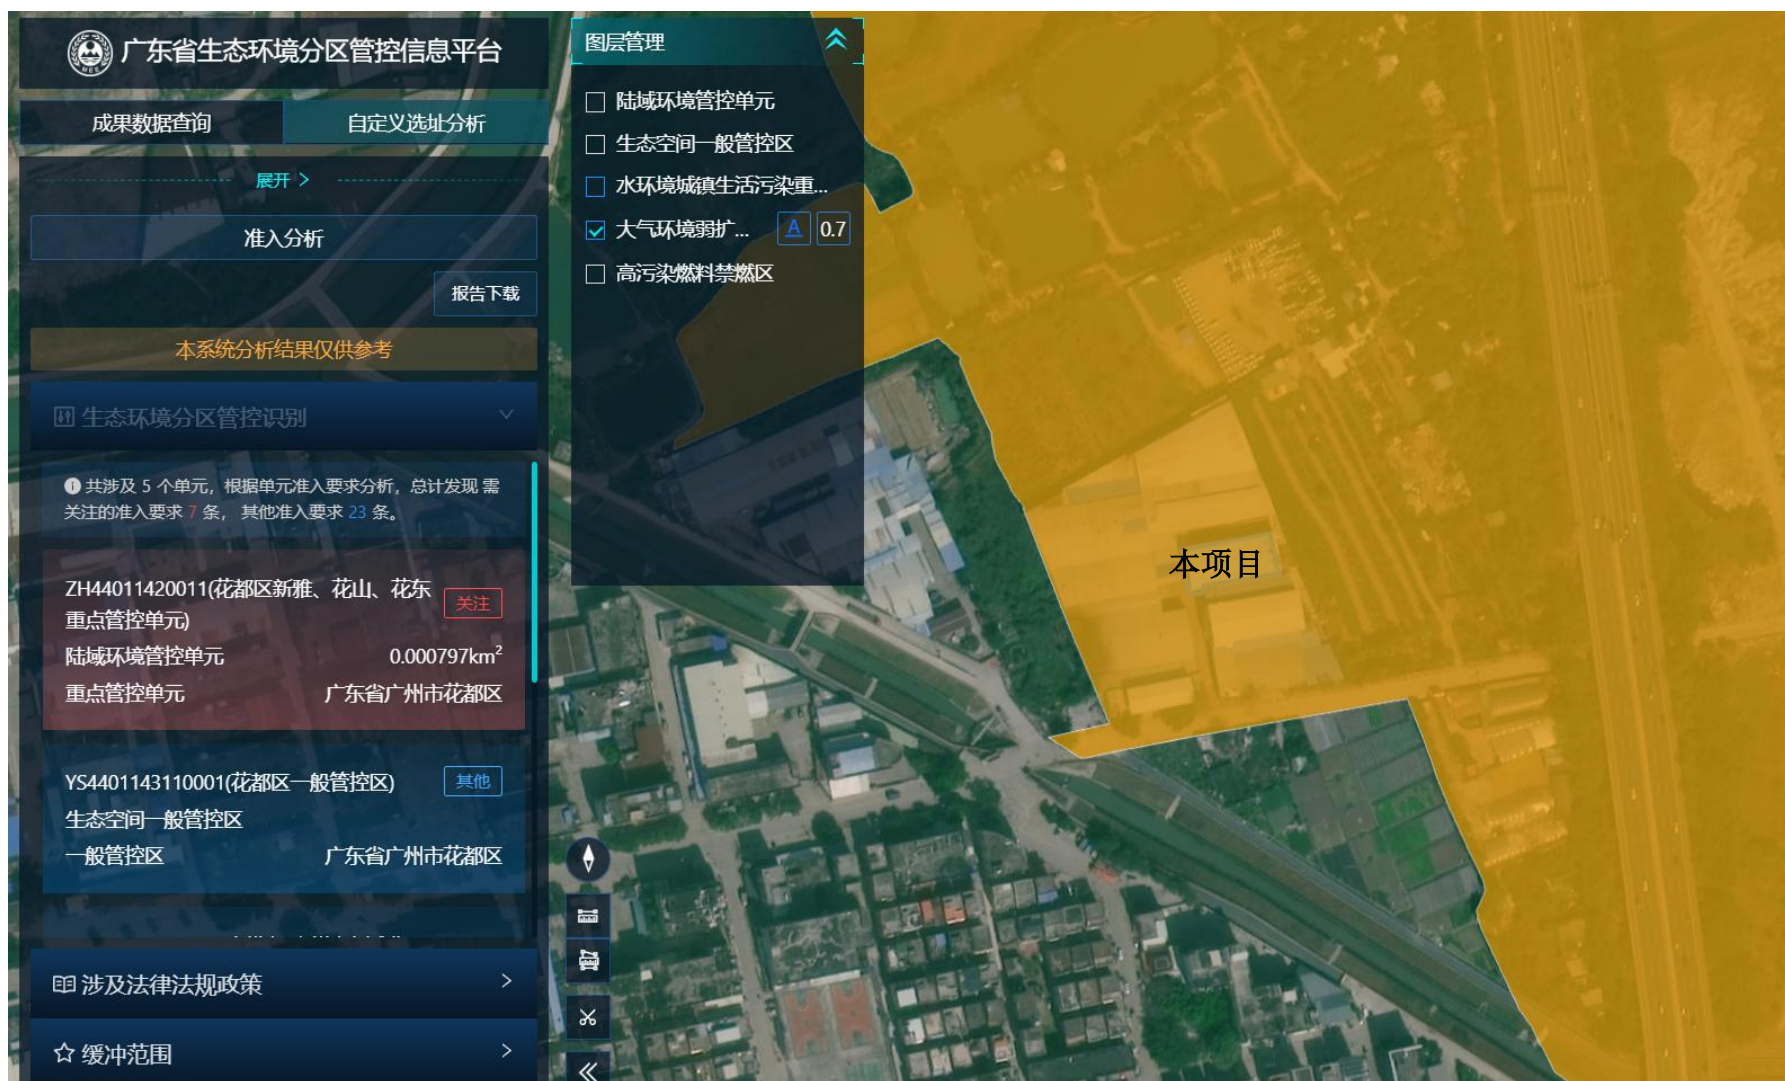 广东省生态环境分区管控信息平台
成果数据查询
自定义选址分析
展开 >
准入分析
报告下载
本系统分析结果仅供参考
生态环境分区管控识别
共涉及 5 个单元，根据单元准入要求分析，总计发现 需
关注的准入要求 7 条， 其他准入要求 23 条。
ZH44011420011(花都区新雅、花山、花东
重点管控单元)
关注
陆域环境管控单元 0.000797km²
重点管控单元 广东省广州市花都区
YS4401143110001(花都区一般管控区)
其他
生态空间一般管控区
一般管控区 广东省广州市花都区
涉及法律法规政策 >
缓冲范围 >
图层管理
陆域环境管控单元
生态空间一般管控区
水环境城镇生活污染重...
大气环境弱扩... A 0.7
高污染燃料禁燃区
本项目